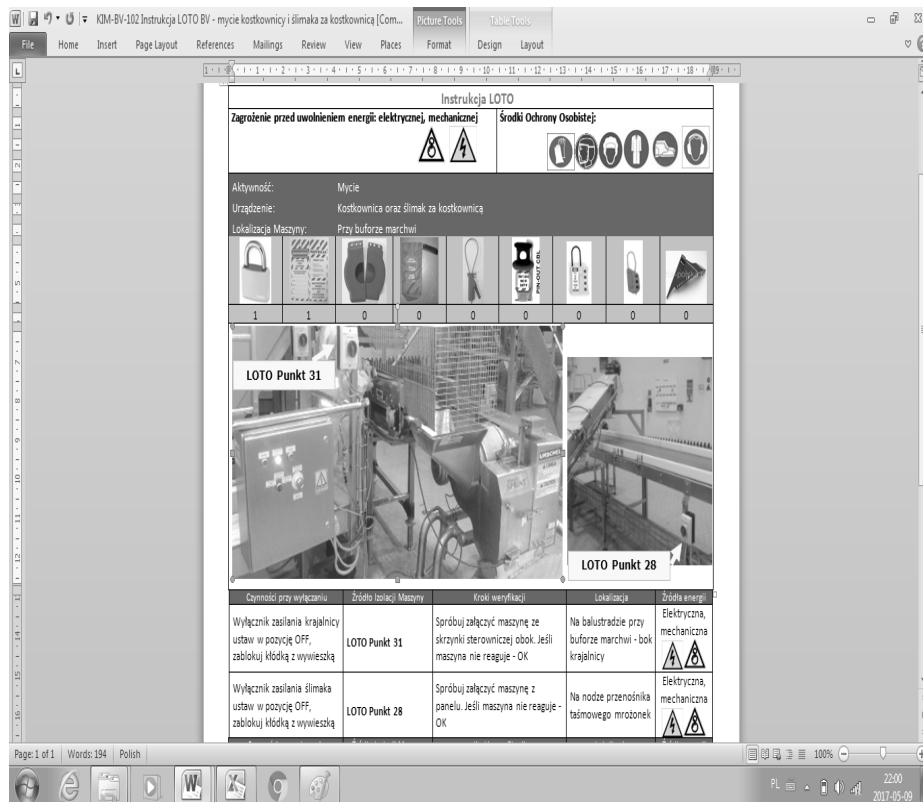 KIM-BV-102 Instrukcja LOTO BV - mycie kostkownicy i ślimaka za kostkownicą [Com...
Picture Tools
Table Tools
File
Home
Insert
Page Layout
References
Mailings
Review
View
Places
Format
Design
Layout
Instrukcja LOTO
Zagrożenie przed uwolnieniem energii: elektrycznej, mechanicznej
Środki Ochrony Osobistej:
Aktywność: Mycie
Urządzenie: Kostkownica oraz ślimak za kostkownicą
Lokalizacja Maszyny: Przy buforze marchwi
PIN-OUT CBL
1 1 0 0 0 0 0 0 0
LOTO Punkt 31
URSCHEL
LOTO Punkt 28
Czynności przy wyłączaniu
Źródło Izolacji Maszyny
Kroki weryfikacji
Lokalizacja
Źródła energii
Wyłącznik zasilania krajalnicy
ustaw w pozycję OFF,
zablokuj kłódką z wywieszką
LOTO Punkt 31
Spróbuj załączyć maszynę ze
skrzynki sterowniczej obok. Jeśli
maszyna nie reaguje - OK
Na balustradzie przy
buforze marchwi - bok
krajalnicy
Elektryczna,
mechaniczna
Wyłącznik zasilania ślimaka
ustaw w pozycję OFF,
zablokuj kłódką z wywieszką
LOTO Punkt 28
Spróbuj załączyć maszynę z
panelu. Jeśli maszyna nie reaguje -
OK
Na nodze przenośnika
taśmowego mrożonek
Elektryczna,
mechaniczna
Page: 1 of 1
Words: 194
Polish
100%
PL
22:00
2017-05-09